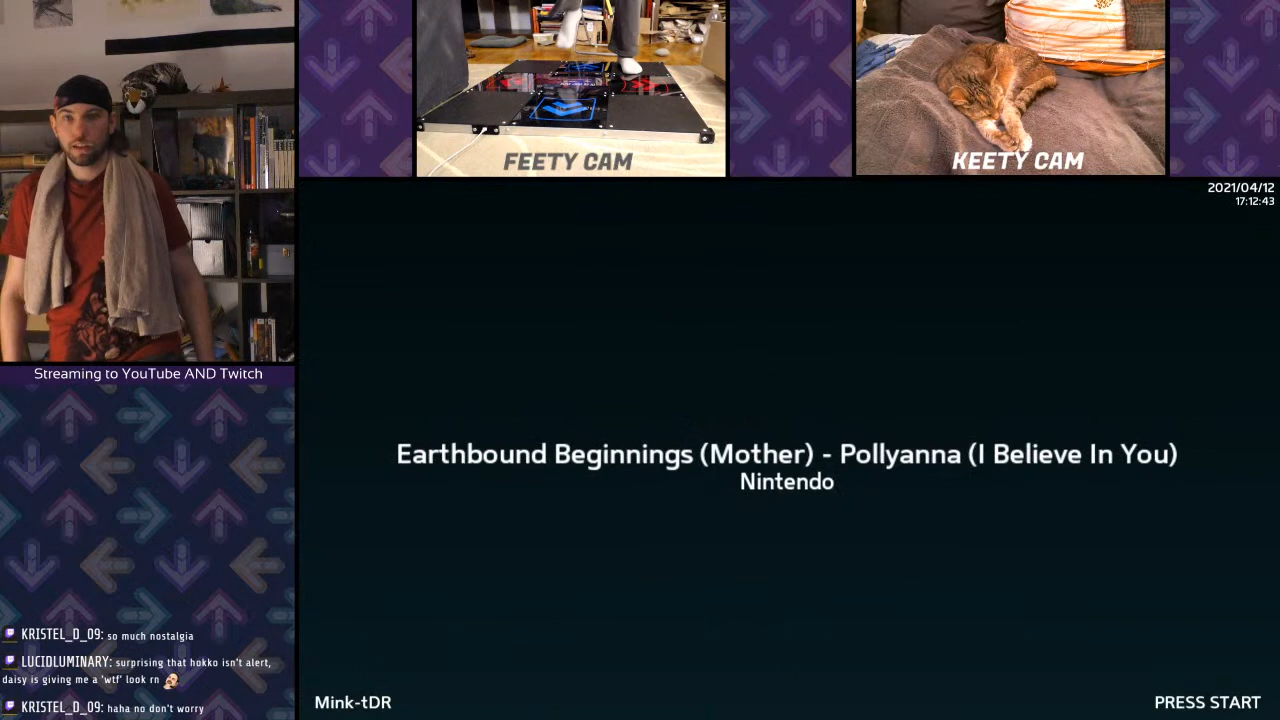 FEETY CAM
KEETY CAM
2021/04/12
17:12:43
Streaming to YouTube AND Twitch
Earthbound Beginnings (Mother) - Pollyanna (I Believe In You)
Nintendo
KRISTEL_D_09: so much nostalgia
LUCIDLUMINARY: surprising that hokko isn't alert,
daisy is giving me a 'wtf' look rn
KRISTEL_D_09: haha no don't worry
Mink-tDR
PRESS START